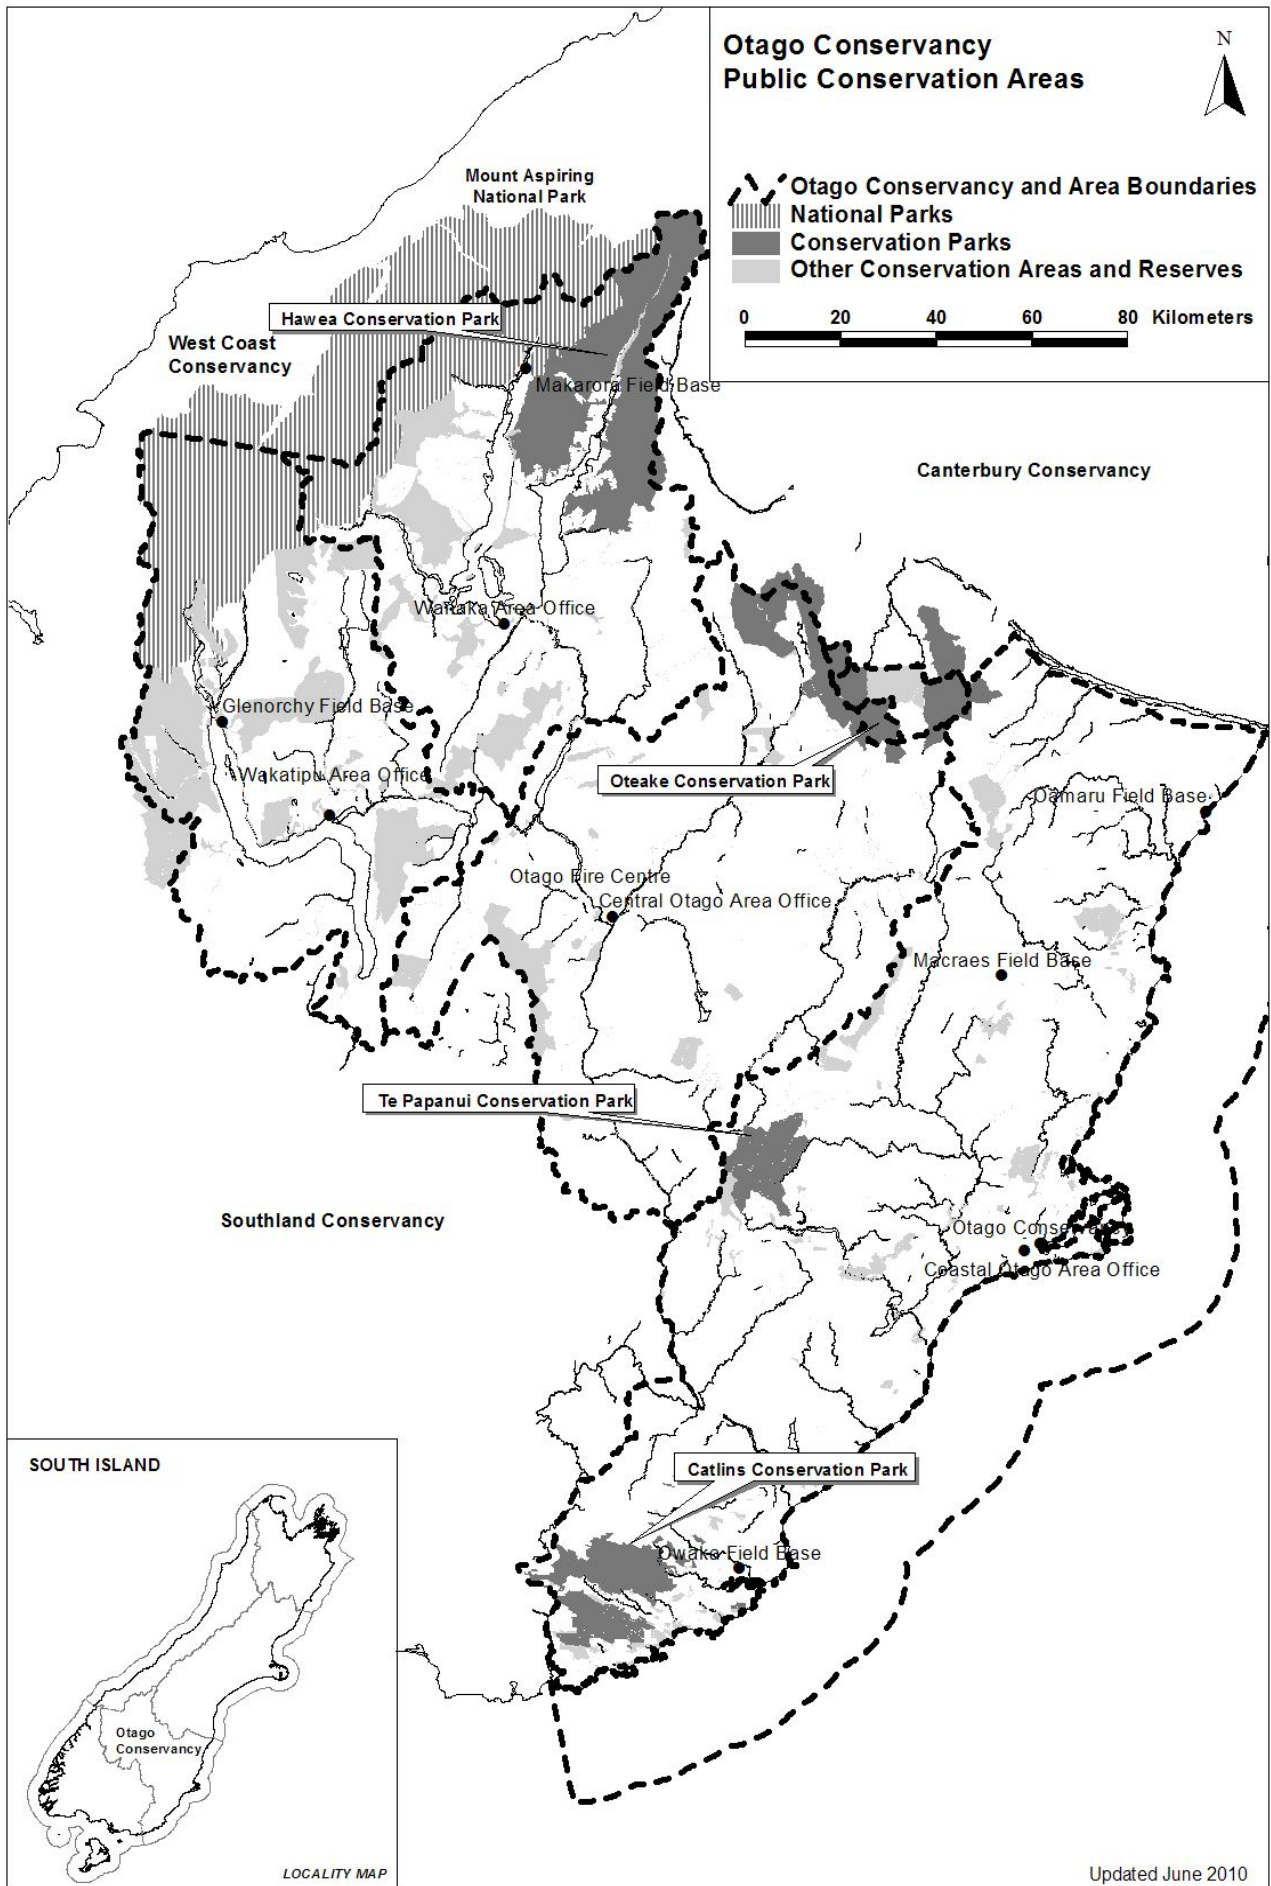 Otago Conservancy
Public Conservation Areas
N
Otago Conservancy and Area Boundaries
National Parks
Conservation Parks
Other Conservation Areas and Reserves
0 20 40 60 80 Kilometers
Mount Aspiring
National Park
Hawea Conservation Park
West Coast
Conservancy
Makarora Field Base
Canterbury Conservancy
Wanaka Area Office
Glenorchy Field Base
Wakatipu Area Office
Oteake Conservation Park
Oamaru Field Base
Otago Fire Centre
Central Otago Area Office
Macraes Field Base
Te Papanui Conservation Park
Southland Conservancy
Otago Conservancy
Coastal Otago Area Office
Catlins Conservation Park
Owaka Field Base
SOUTH ISLAND
Otago
Conservancy
LOCALITY MAP
Updated June 2010